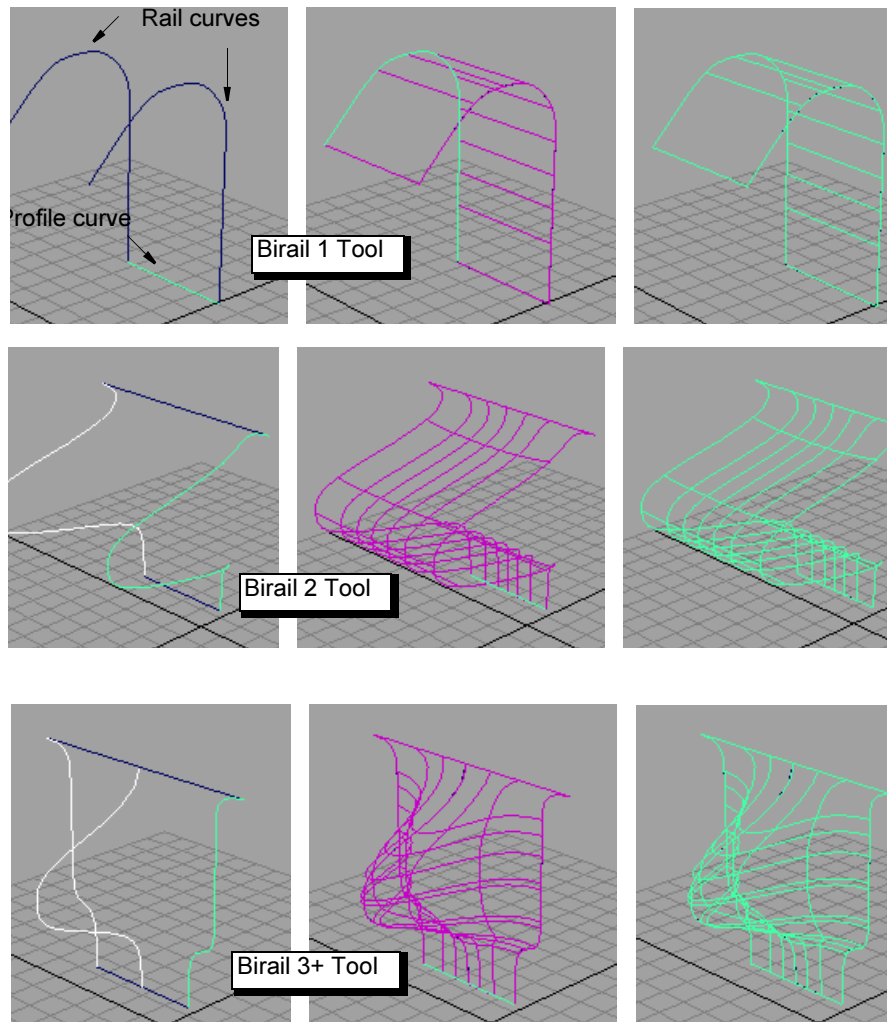 Rail curves
Profile curve
Birail 1 Tool
Birail 2 Tool
Birail 3+ Tool